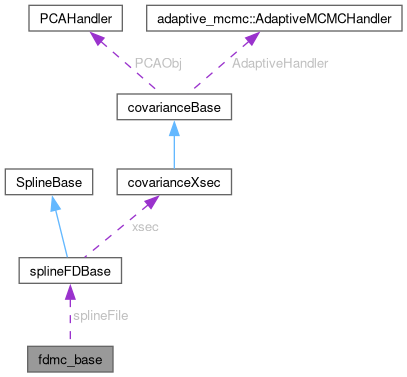 PCAHandler
adaptive_mcmc::AdaptiveMCMCHandler
PCAObj
AdaptiveHandler
covarianceBase
SplineBase
covarianceXsec
xsec
splineFDBase
splineFile
fdmc_base